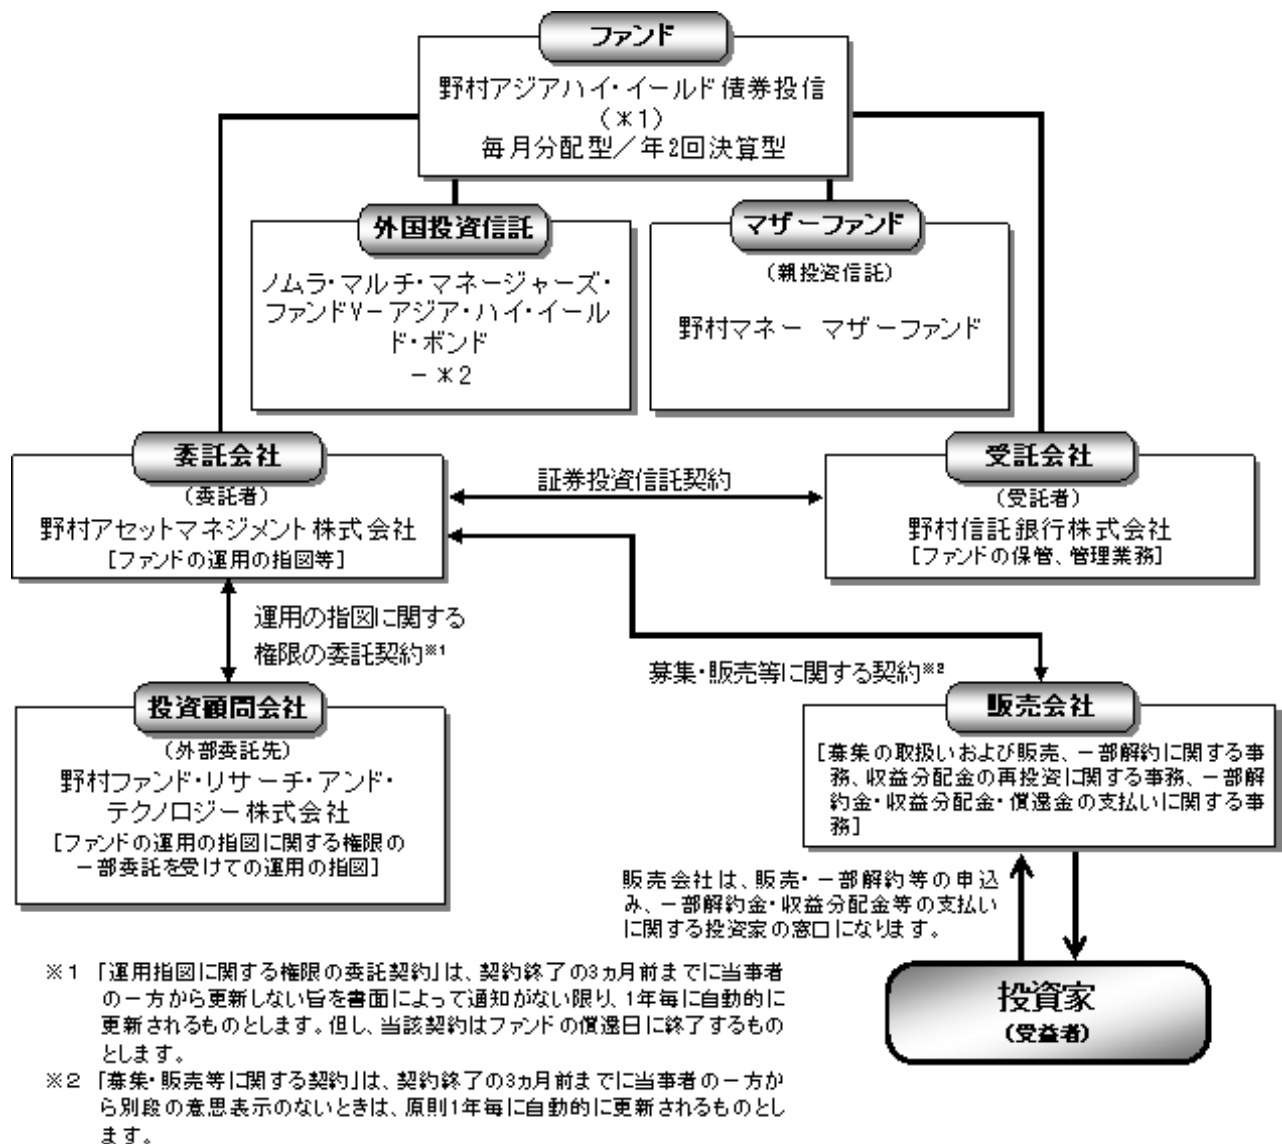 ファンド
野村アジアハイ・イールド債券投信
(＊1)
毎月分配型／年2回決算型
外国投資信託
ノムラ・マルチ・マネージャーズ・
ファンドⅤ－アジア・ハイ・イール
ド・ボンド
－＊2
マザーファンド
(親投資信託)
野村マネー マザーファンド
委託会社
(委託者)
野村アセットマネジメント株式会社
[ファンドの運用の指図等]
証券投資信託契約
受託会社
(受託者)
野村信託銀行株式会社
[ファンドの保管、管理業務]
運用の指図に関する
権限の委託契約※1
募集・販売等に関する契約※2
投資顧問会社
(外部委託先)
野村ファンド・リサーチ・アンド・
テクノロジー株式会社
[ファンドの運用の指図に関する権限の
一部委託を受けての運用の指図]
販売会社
[募集の取扱いおよび販売、一部解約に関する事
務、収益分配金の再投資に関する事務、一部解
約金・収益分配金・償還金の支払いに関する事
務]
販売会社は、販売・一部解約等の申込
み、一部解約金・収益分配金等の支払い
に関する投資家の窓口になります。
投資家
(受益者)
※1 「運用指図に関する権限の委託契約」は、契約終了の3ヵ月前までに当事者
の一方から更新しない旨を書面によって通知がない限り、1年毎に自動的に
更新されるものとします。但し、当該契約はファンドの償還日に終了するもの
とします。
※2 「募集・販売等に関する契約」は、契約終了の3ヵ月前までに当事者の一方か
ら別段の意思表示のないときは、原則1年毎に自動的に更新されるものとし
ます。